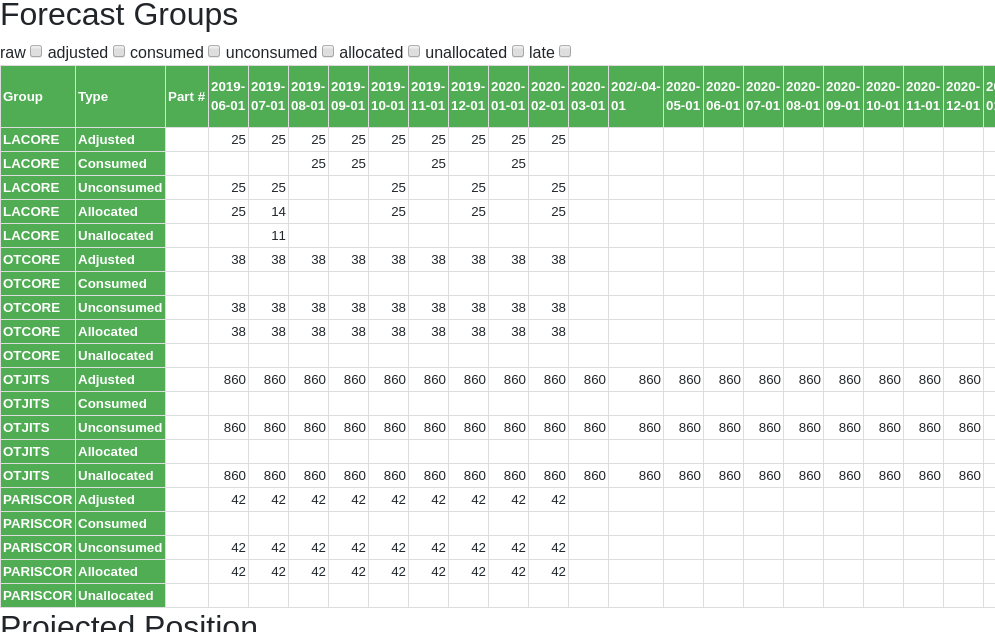 Forecast Groups
raw adjusted consumed unconsumed allocated unallocated late
Group Type Part # 2019-06-01 2019-07-01 2019-08-01 2019-09-01 2019-10-01 2019-11-01 2019-12-01 2020-01-01 2020-02-01 2020-03-01 202/-04-01 2020-05-01 2020-06-01 2020-07-01 2020-08-01 2020-09-01 2020-10-01 2020-11-01 2020-12-01
LACORE Adjusted 25 25 25 25 25 25 25 25 25
LACORE Consumed 25 25 25 25
LACORE Unconsumed 25 25 25 25 25
LACORE Allocated 25 14 25 25 25
LACORE Unallocated 11
OTCORE Adjusted 38 38 38 38 38 38 38 38 38
OTCORE Consumed
OTCORE Unconsumed 38 38 38 38 38 38 38 38 38
OTCORE Allocated 38 38 38 38 38 38 38 38 38
OTCORE Unallocated
OTJITS Adjusted 860 860 860 860 860 860 860 860 860 860 860 860 860 860 860 860 860 860 860
OTJITS Consumed
OTJITS Unconsumed 860 860 860 860 860 860 860 860 860 860 860 860 860 860 860 860 860 860 860
OTJITS Allocated
OTJITS Unallocated 860 860 860 860 860 860 860 860 860 860 860 860 860 860 860 860 860 860 860
PARISCOR Adjusted 42 42 42 42 42 42 42 42 42
PARISCOR Consumed
PARISCOR Unconsumed 42 42 42 42 42 42 42 42 42
PARISCOR Allocated 42 42 42 42 42 42 42 42 42
PARISCOR Unallocated
Projected Position